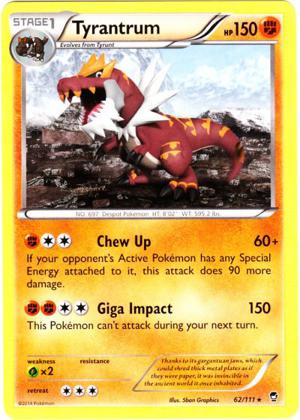 STAGE1
Tyrantrum
HP150
Evolves from Tyrunt
NO. 697 Despot Pokémon HT: 8'02" WT: 595.2 lbs.
Chew Up 60+
If your opponent's Active Pokémon has any Special
Energy attached to it, this attack does 90 more
damage.
Giga Impact 150
This Pokémon can't attack during your next turn.
weakness
×2
resistance
retreat
Thanks to its gargantuan jaws, which
could shred thick metal plates as if
they were paper, it was invincible in
the ancient world it once inhabited.
©2014 Pokémon
Illus. 5ban Graphics
62/111 ★